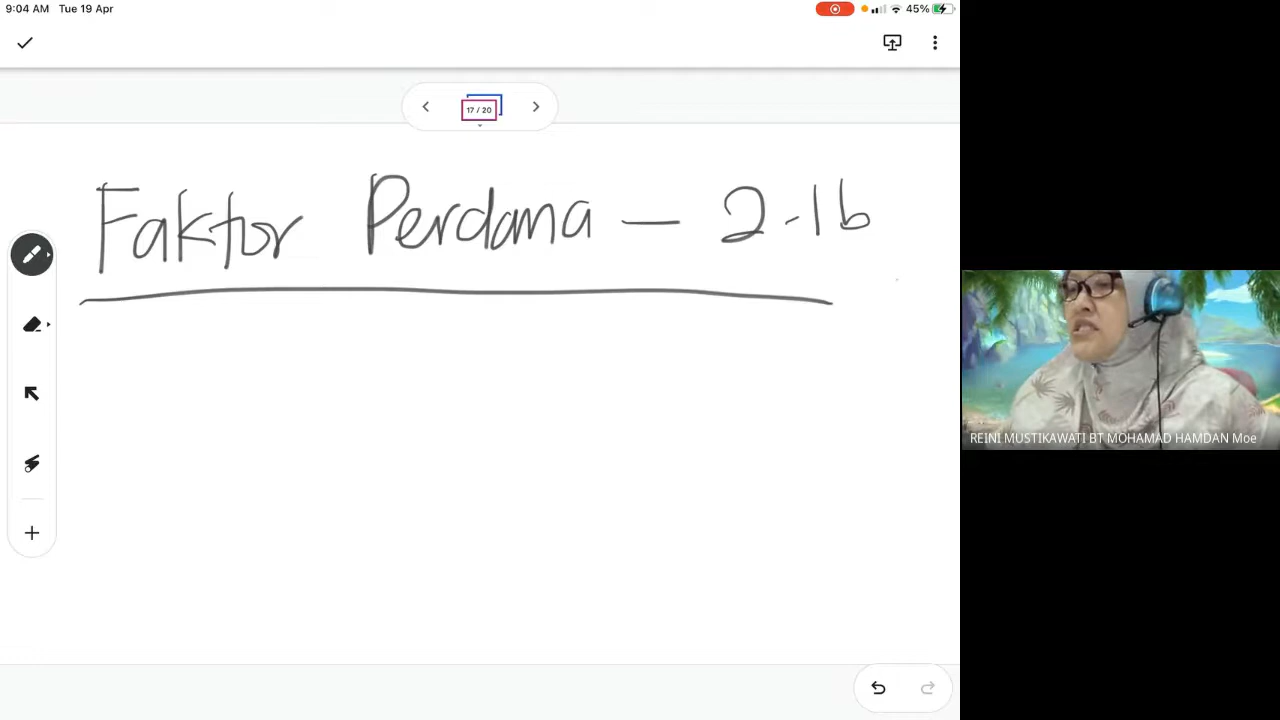 9:04 AM Tue 19 Apr
45%
17 / 20
Faktor Perdana — 2.1b
REINI MUSTIKAWATI BT MOHAMAD HAMDAN Moe